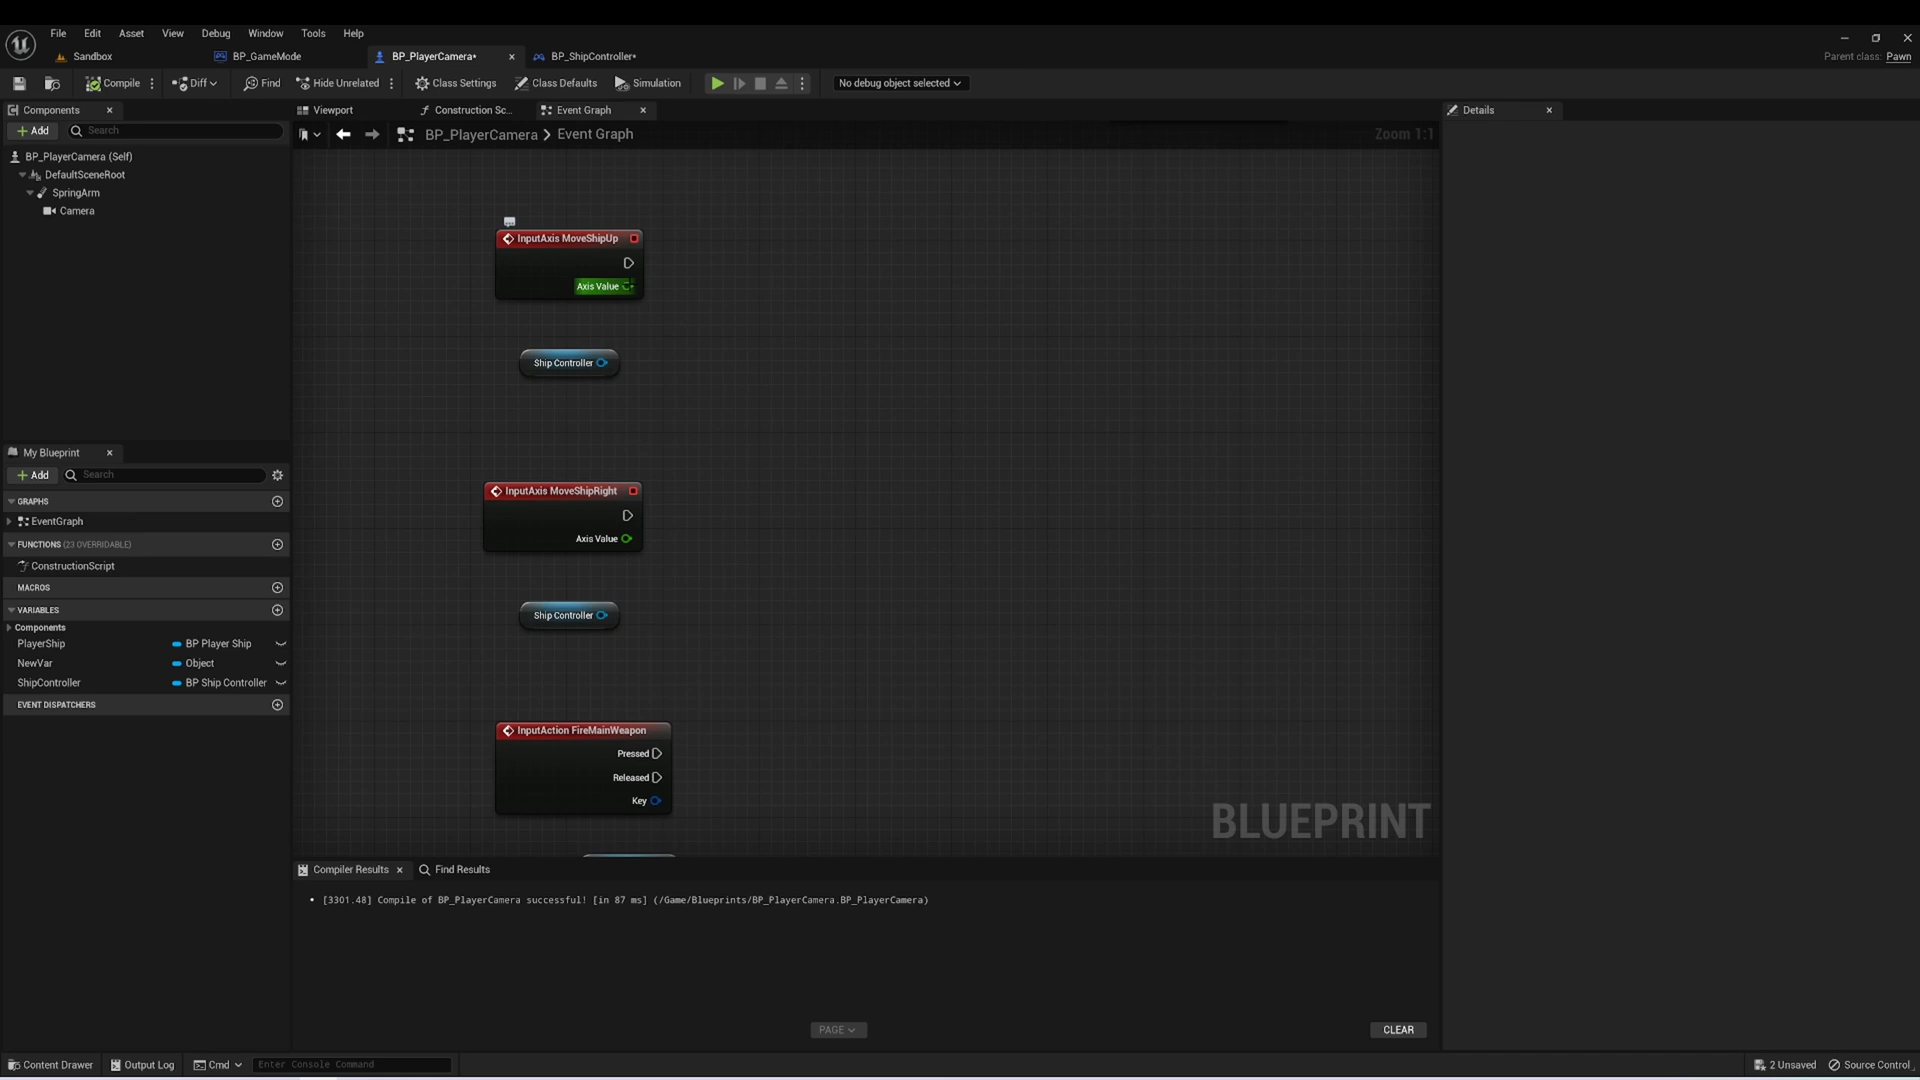 File Edit Asset View Debug Window Tools Help
Sandbox BP_GameMode BP_PlayerCamera* BP_ShipController* Parent class: Pawn
Compile Diff Find Hide Unrelated Class Settings Class Defaults Simulation No debug object selected
Components Viewport Construction Sc... Event Graph Details
Add Search BP_PlayerCamera > Event Graph Zoom 1:1
BP_PlayerCamera (Self)
DefaultSceneRoot
SpringArm
Camera
InputAxis MoveShipUp
Axis Value
Ship Controller
My Blueprint
Add Search
GRAPHS
EventGraph
FUNCTIONS (23 OVERRIDABLE)
ConstructionScript
MACROS
VARIABLES
Components
PlayerShip BP Player Ship
NewVar Object
ShipController BP Ship Controller
EVENT DISPATCHERS
InputAxis MoveShipRight
Axis Value
Ship Controller
InputAction FireMainWeapon
Pressed
Released
Key
BLUEPRINT
Compiler Results Find Results
• [3301.48] Compile of BP_PlayerCamera successful! [in 87 ms] (/Game/Blueprints/BP_PlayerCamera.BP_PlayerCamera)
PAGE CLEAR
Content Drawer Output Log Cmd Enter Console Command 2 Unsaved Source Control